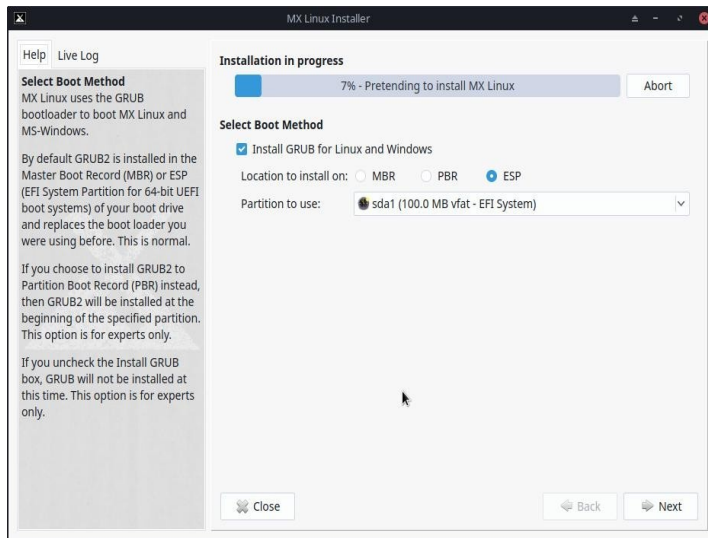 MX Linux Installer
Help Live Log
Select Boot Method
MX Linux uses the GRUB
bootloader to boot MX Linux and
MS-Windows.
By default GRUB2 is installed in the
Master Boot Record (MBR) or ESP
(EFI System Partition for 64-bit UEFI
boot systems) of your boot drive
and replaces the boot loader you
were using before. This is normal.
If you choose to install GRUB2 to
Partition Boot Record (PBR) instead,
then GRUB2 will be installed at the
beginning of the specified partition.
This option is for experts only.
If you uncheck the Install GRUB
box, GRUB will not be installed at
this time. This option is for experts
only.
Installation in progress
7% - Pretending to install MX Linux Abort
Select Boot Method
Install GRUB for Linux and Windows
Location to install on: MBR PBR ESP
Partition to use: sda1 (100.0 MB vfat - EFI System)
Close Back Next